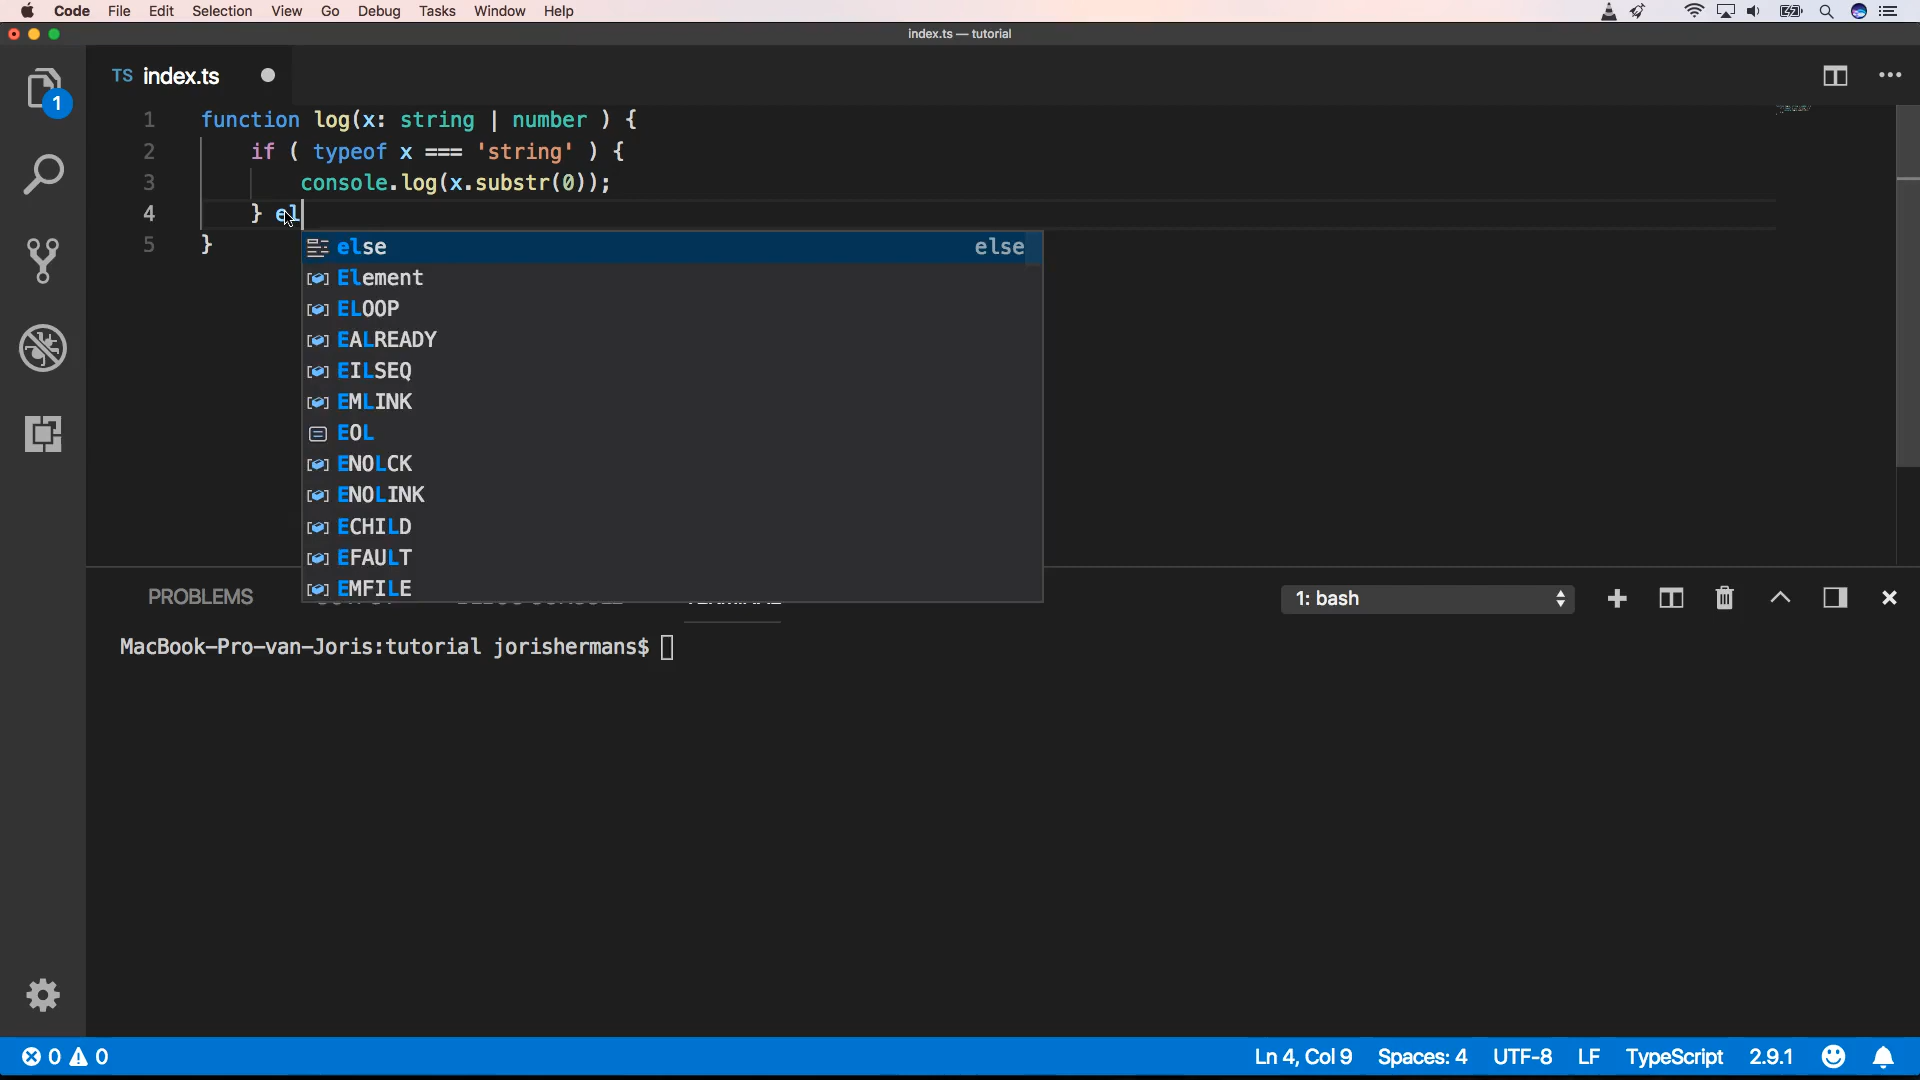 Code File Edit Selection View Go Debug Tasks Window Help
index.ts — tutorial
TS index.ts
1
1 function log(x: string | number ) {
2 if ( typeof x === 'string' ) {
3 console.log(x.substr(0));
4 } el
5 }
else else
Element
ELOOP
EALREADY
EILSEQ
EMLINK
EOL
ENOLCK
ENOLINK
ECHILD
EFAULT
EMFILE
PROBLEMS
1: bash
MacBook-Pro-van-Joris:tutorial jorishermans$
0 0 Ln 4, Col 9 Spaces: 4 UTF-8 LF TypeScript 2.9.1